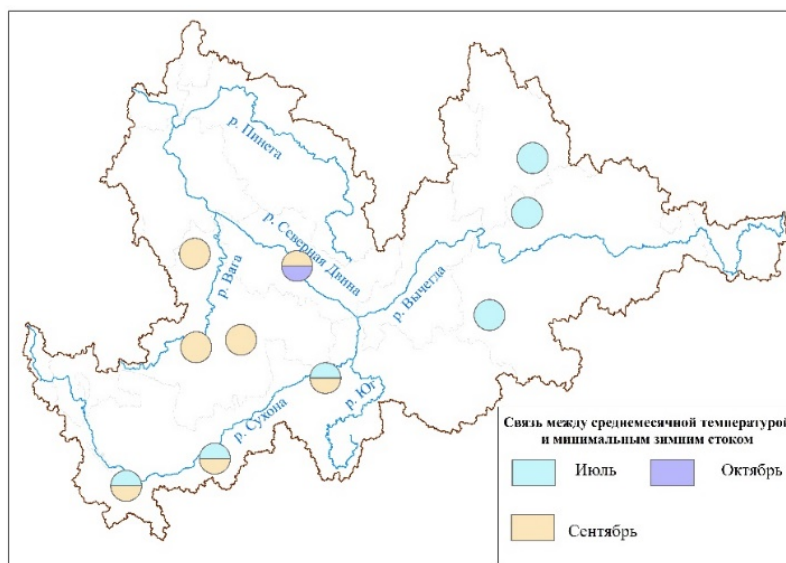 р. Пинега
р. Северная Двина
р. Вага
р. Вычегда
р. Сухона
р. Юг
Связь между среднемесячной температурой
и минимальным зимним стоком
Июль
Октябрь
Сентябрь